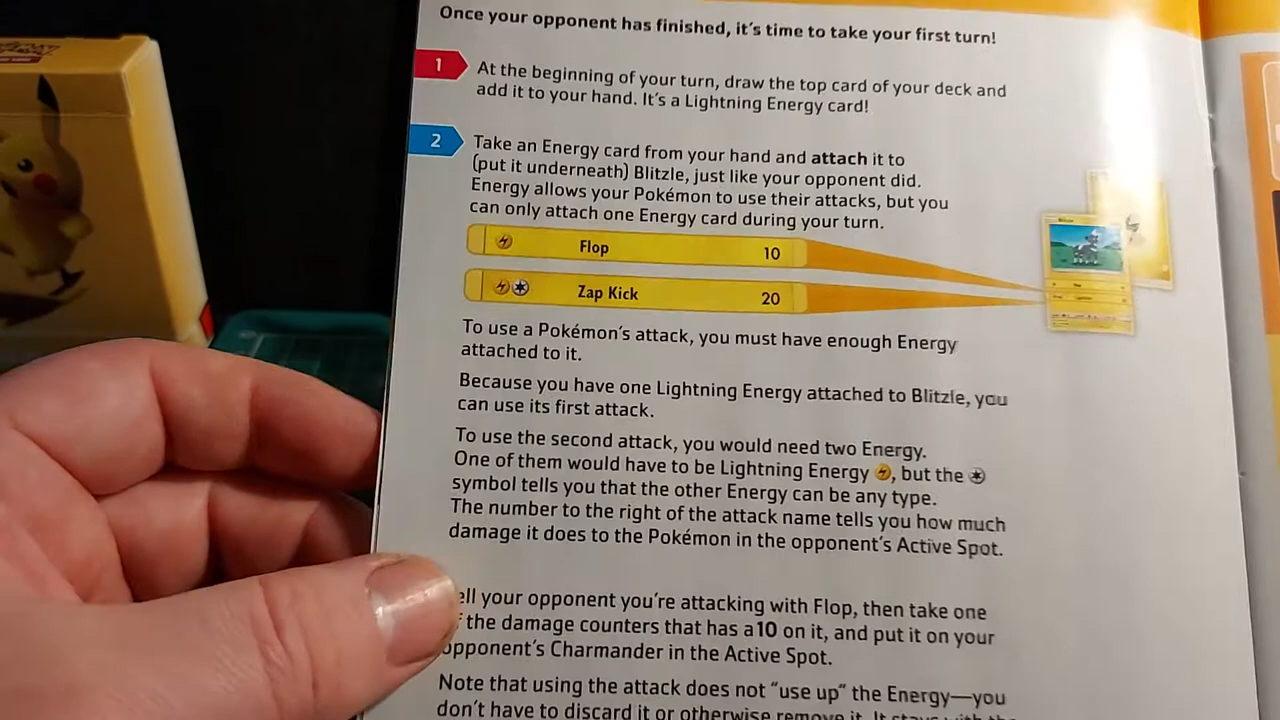 Once your opponent has finished, it's time to take your first turn!
1
At the beginning of your turn, draw the top card of your deck and
add it to your hand. It's a Lightning Energy card!
2
Take an Energy card from your hand and attach it to
(put it underneath) Blitzle, just like your opponent did.
Energy allows your Pokémon to use their attacks, but you
can only attach one Energy card during your turn.
Flop 10
Zap Kick 20
To use a Pokémon's attack, you must have enough Energy
attached to it.
Because you have one Lightning Energy attached to Blitzle, you
can use its first attack.
To use the second attack, you would need two Energy.
One of them would have to be Lightning Energy , but the
symbol tells you that the other Energy can be any type.
The number to the right of the attack name tells you how much
damage it does to the Pokémon in the opponent's Active Spot.
ell your opponent you're attacking with Flop, then take one
the damage counters that has a 10 on it, and put it on your
opponent's Charmander in the Active Spot.
Note that using the attack does not "use up" the Energy—you
don't have to discard it or otherwise remove it. It stays with the